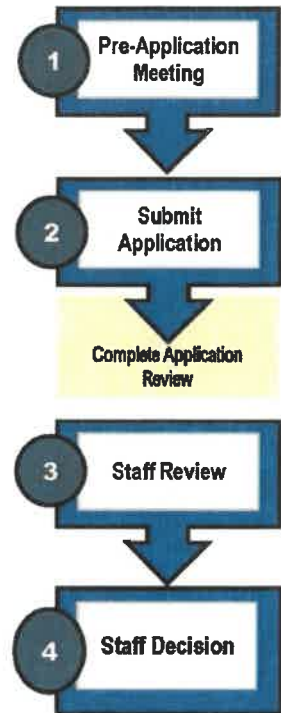 1
Pre-Application
Meeting
2
Submit
Application
Complete Application
Review
3
Staff Review
4
Staff Decision